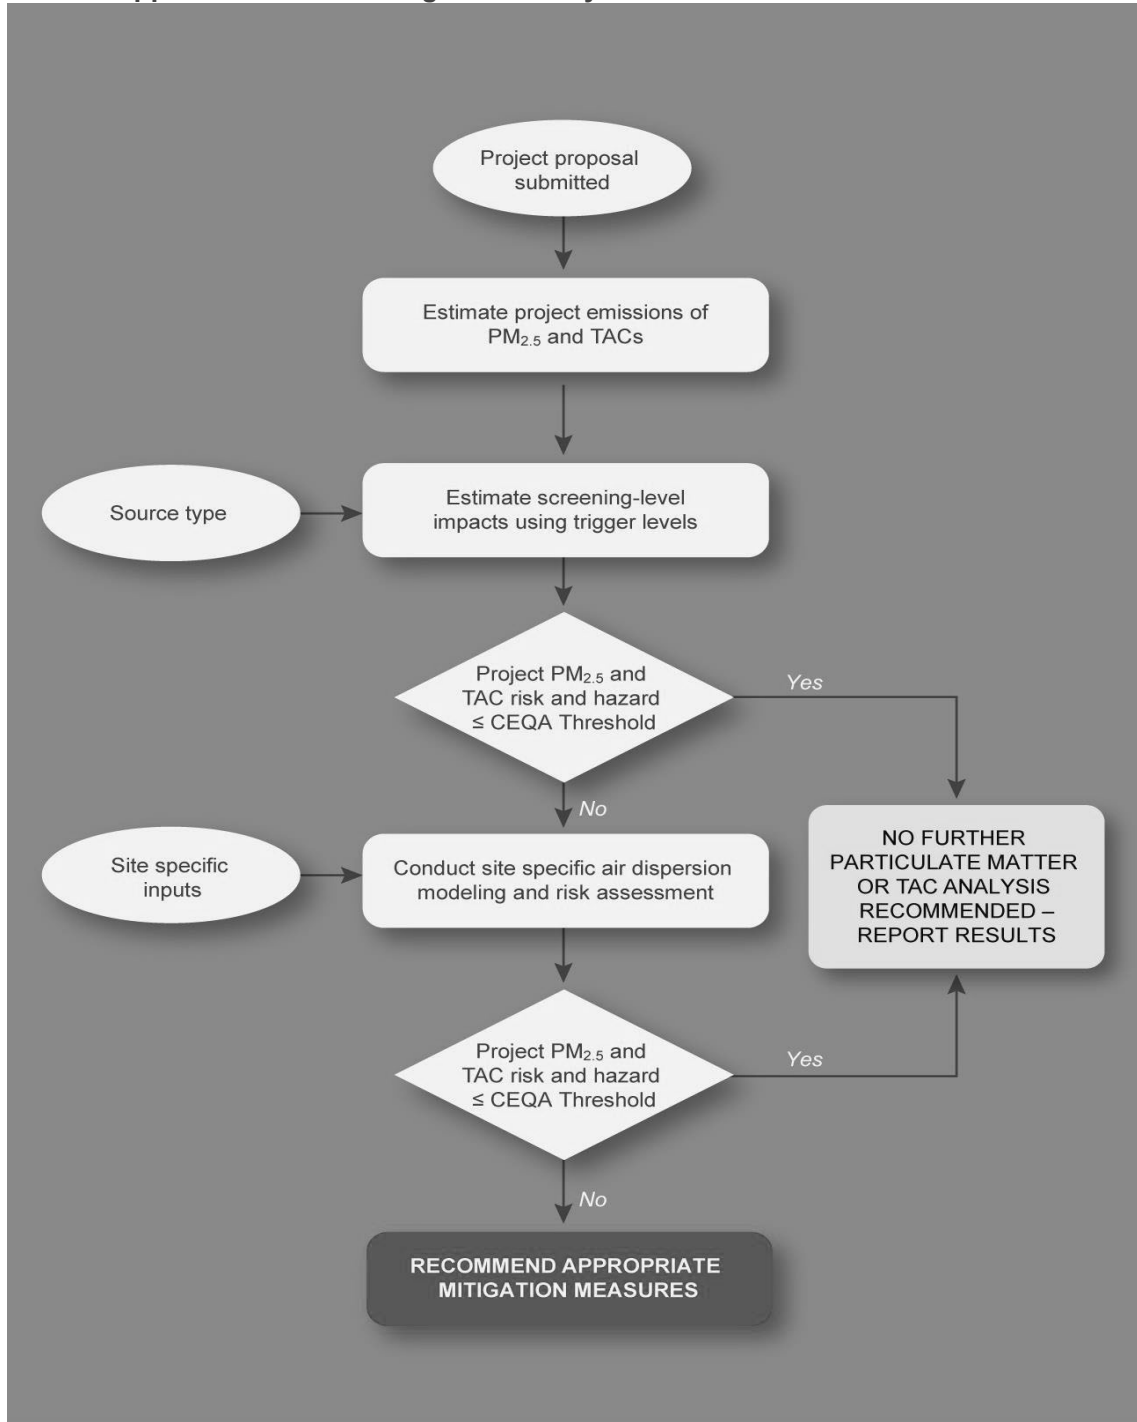 Project proposal
submitted
Estimate project emissions of
PM2.5 and TACs
Source type
Estimate screening-level
impacts using trigger levels
Project PM2.5 and
TAC risk and hazard
≤ CEQA Threshold
Yes
No
Site specific
inputs
Conduct site specific air dispersion
modeling and risk assessment
NO FURTHER
PARTICULATE MATTER
OR TAC ANALYSIS
RECOMMENDED –
REPORT RESULTS
Project PM2.5 and
TAC risk and hazard
≤ CEQA Threshold
Yes
No
RECOMMEND APPROPRIATE
MITIGATION MEASURES